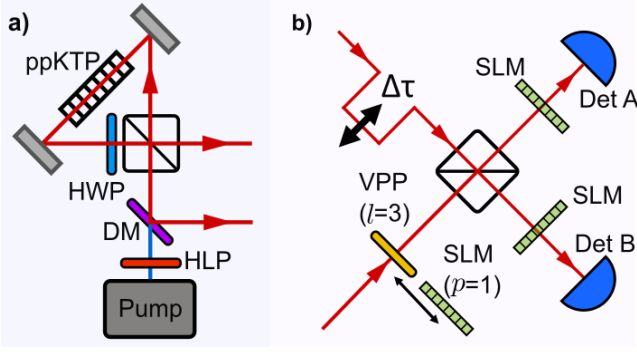 a)
ppKTP
HWP
DM
HLP
Pump
b)
Δτ
SLM
Det A
VPP
(l=3)
SLM
SLM
(p=1)
Det B